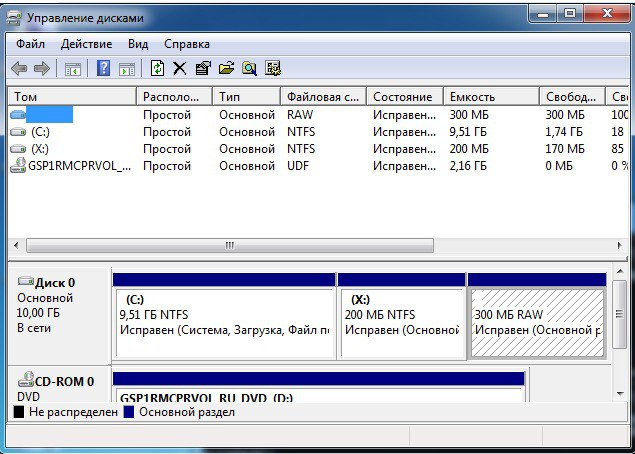 Управление дисками
Файл Действие Вид Справка
Том Располо... Тип Файловая с... Состояние Емкость Свобод... Сво
Простой Основной RAW Исправен... 300 МБ 300 МБ 100
(C:) Простой Основной NTFS Исправен... 9,51 ГБ 1,74 ГБ 18
(X:) Простой Основной NTFS Исправен... 200 МБ 170 МБ 85
GSP1RMCPRVOL_... Простой Основной UDF Исправен... 2,16 ГБ 0 МБ 0 %
Диск 0
Основной
10,00 ГБ
В сети
(C:)
9,51 ГБ NTFS
Исправен (Система, Загрузка, Файл по
(X:)
200 МБ NTFS
Исправен (Основной
300 МБ RAW
Исправен (Основной р
CD-ROM 0
DVD
GSP1RMCPRVOL_RU_DVD (D:)
Не распределен Основной раздел